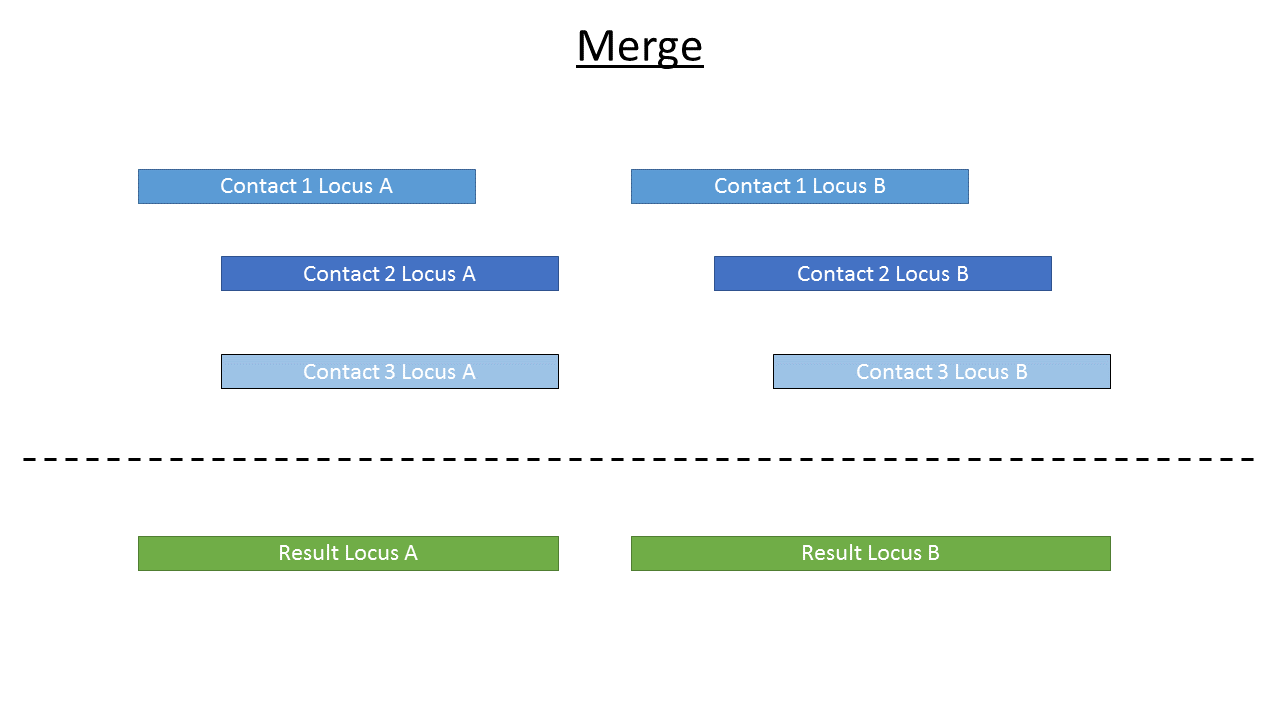 Merge
Contact 1 Locus A
Contact 1 Locus B
Contact 2 Locus A
Contact 2 Locus B
Contact 3 Locus A
Contact 3 Locus B
Result Locus A
Result Locus B